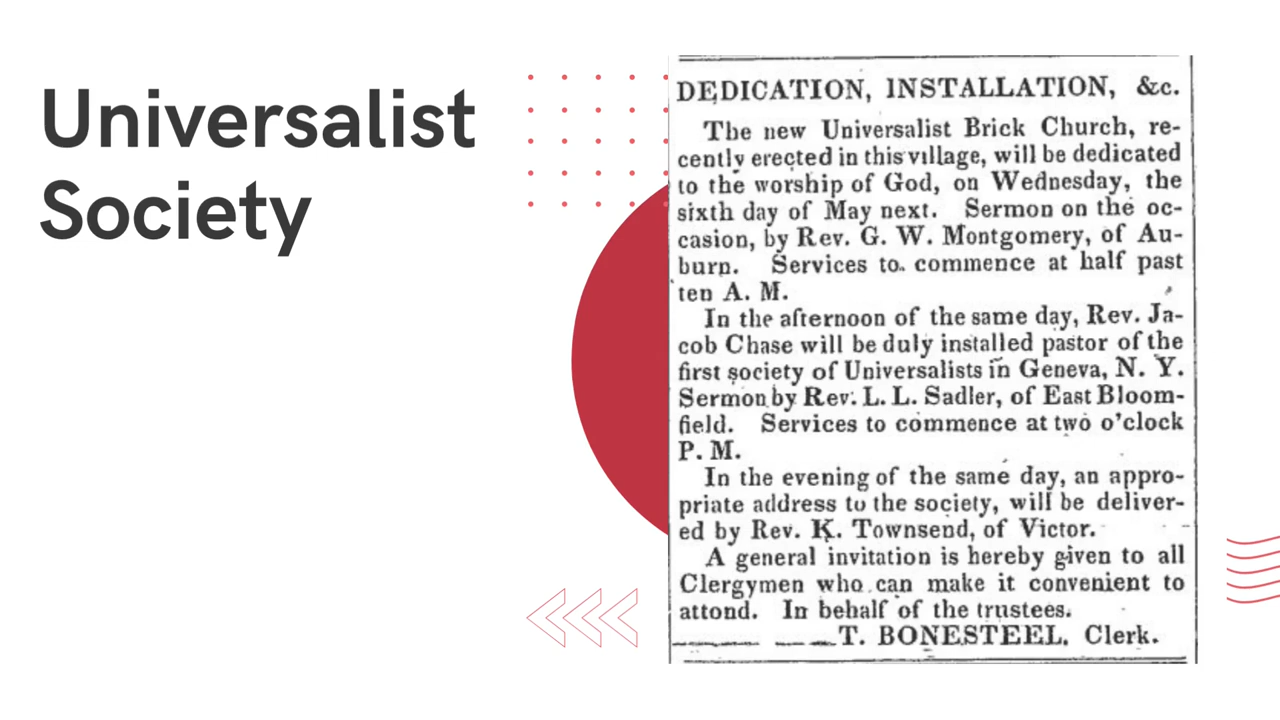 Universalist
Society
DEDICATION, INSTALLATION, &c.
The new Universalist Brick Church, re-
cently erected in this village, will be dedicated
to the worship of God, on Wednesday, the
sixth day of May next. Sermon on the oc-
casion, by Rev. G. W. Montgomery, of Au-
burn. Services to commence at half past
ten A. M.
In the afternoon of the same day, Rev. Ja-
cob Chase will be duly installed pastor of the
first society of Universalists in Geneva, N. Y.
Sermon by Rev. L. L. Sadler, of East Bloom-
field. Services to commence at two o'clock
P. M.
In the evening of the same day, an appro-
priate address to the society, will be deliver-
ed by Rev. K. Townsend, of Victor.
A general invitation is hereby given to all
Clergymen who can make it convenient to
attond. In behalf of the trustees.
T. BONESTEEL, Clerk.